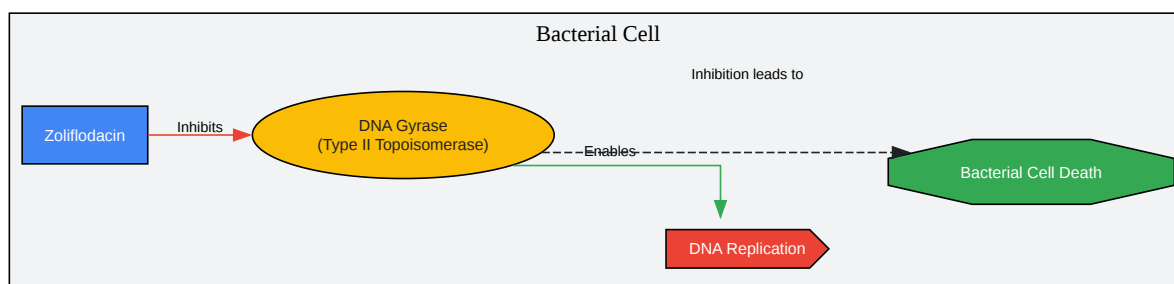 Bacterial Cell
Inhibition leads to
Zoliflodacin
Inhibits
DNA Gyrase
(Type II Topoisomerase)
Enables
Bacterial Cell Death
DNA Replication